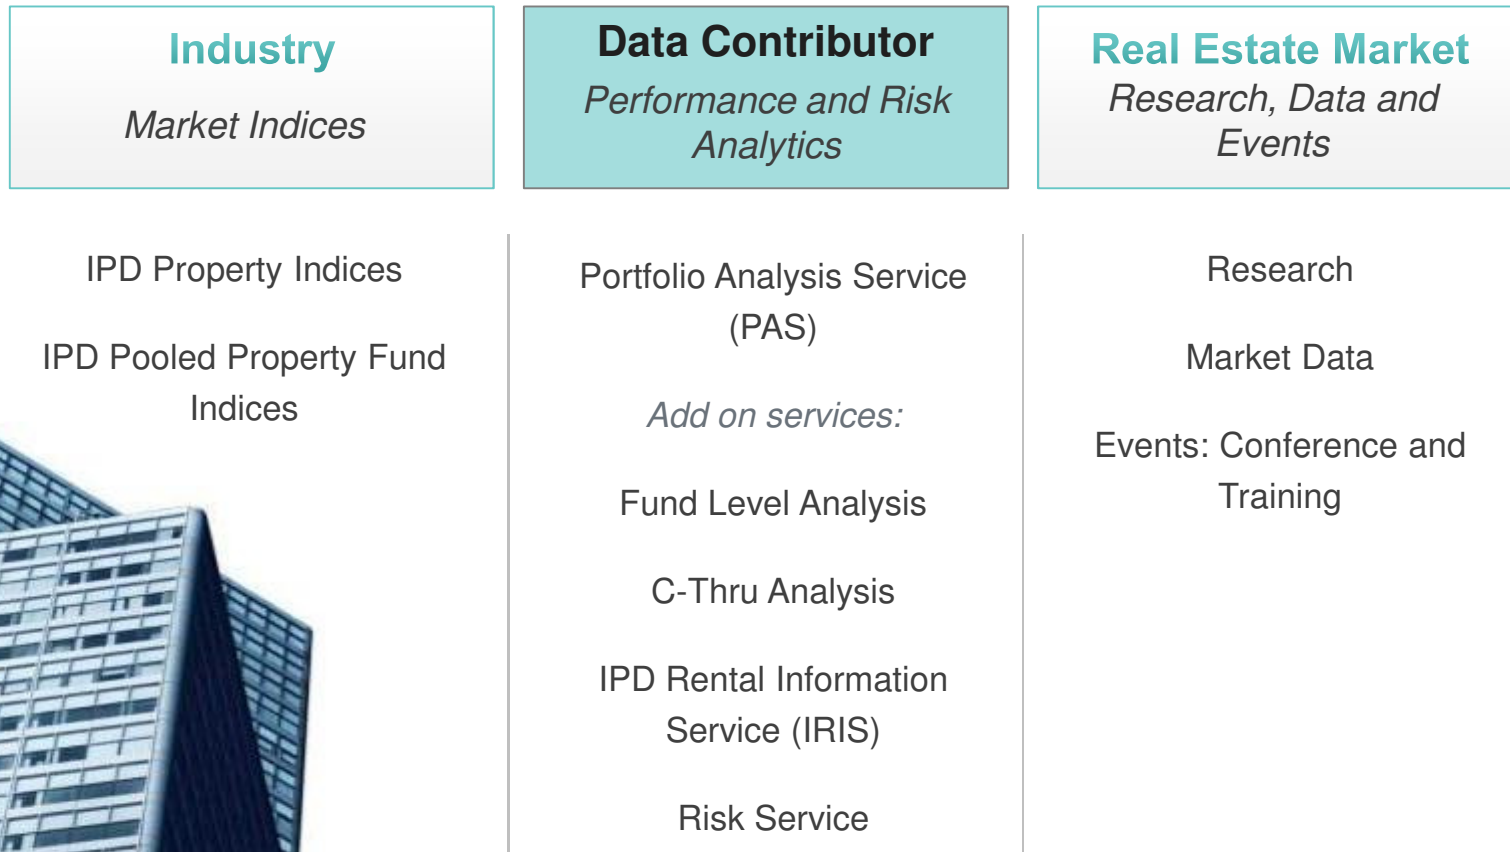 Industry
Market Indices
IPD Property Indices
IPD Pooled Property Fund
Indices
Data Contributor
Performance and Risk
Analytics
Portfolio Analysis Service
(PAS)
Add on services:
Fund Level Analysis
C-Thru Analysis
IPD Rental Information
Service (IRIS)
Risk Service
Real Estate Market
Research, Data and
Events
Research
Market Data
Events: Conference and
Training